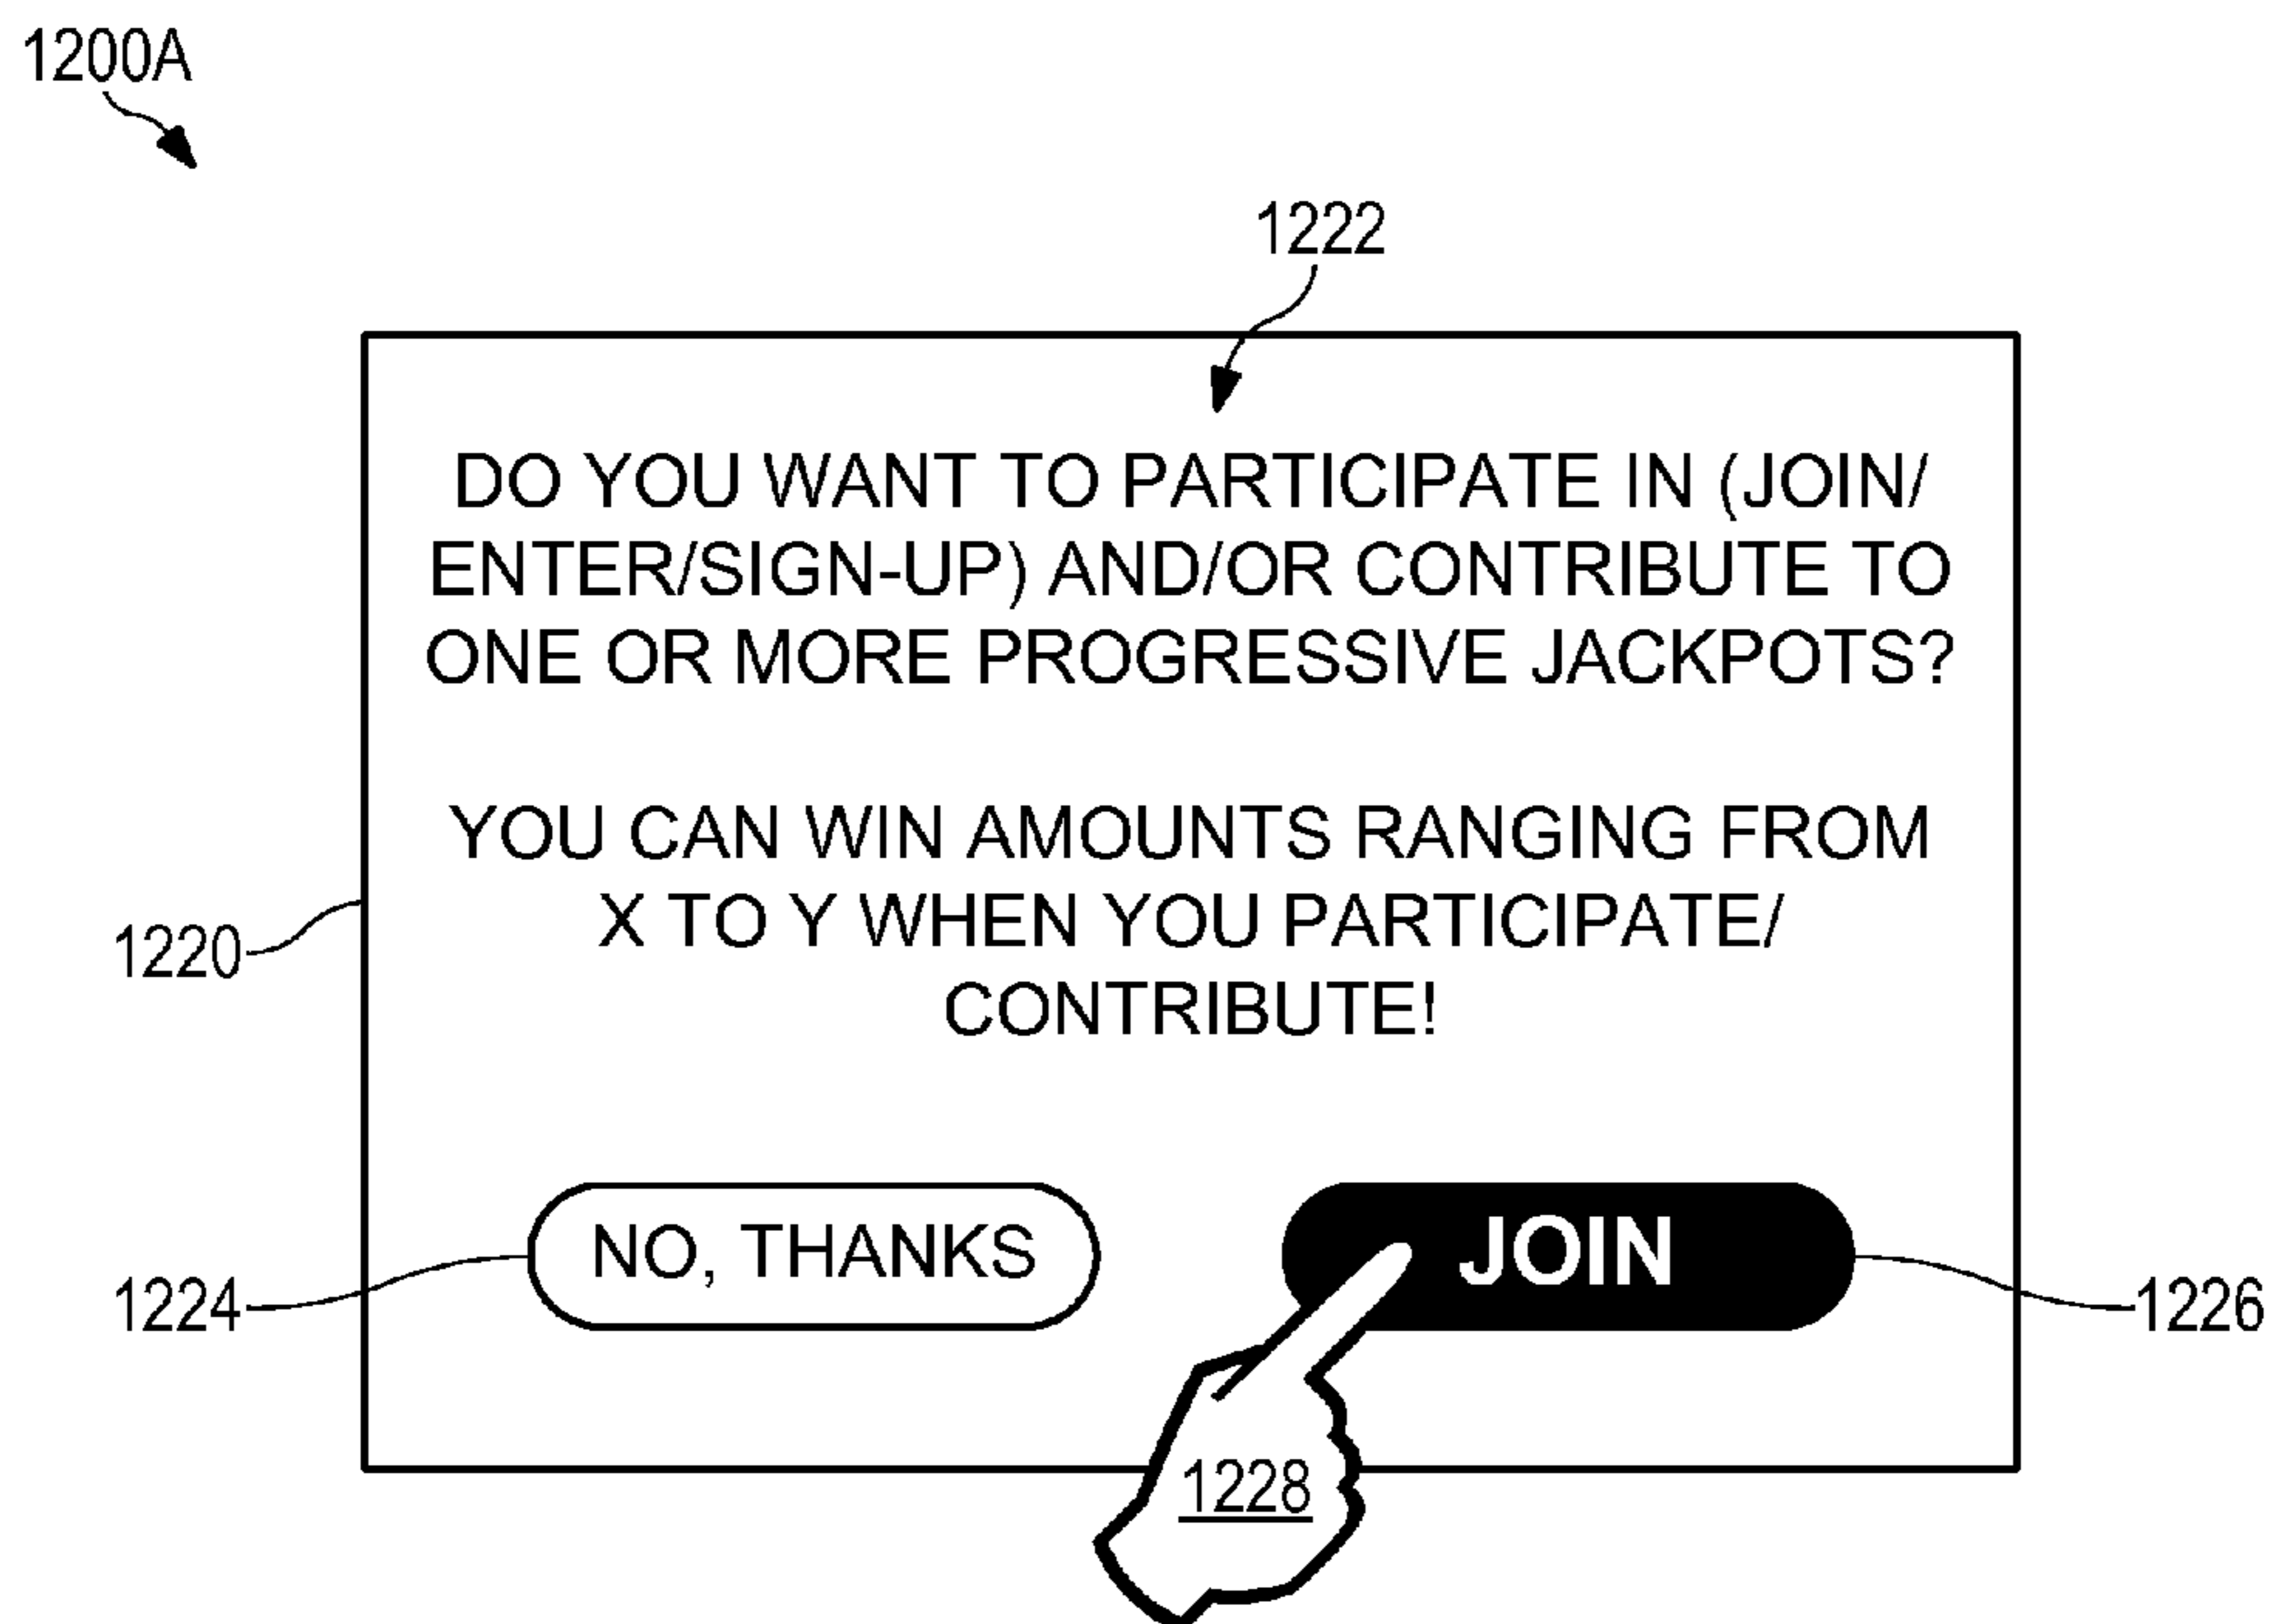 1200A
1222
DO YOU WANT TO PARTICIPATE IN (JOIN/
ENTER/SIGN-UP) AND/OR CONTRIBUTE TO
ONE OR MORE PROGRESSIVE JACKPOTS?
YOU CAN WIN AMOUNTS RANGING FROM
X TO Y WHEN YOU PARTICIPATE/
CONTRIBUTE!
1220
NO, THANKS
JOIN
1224
1226
1228